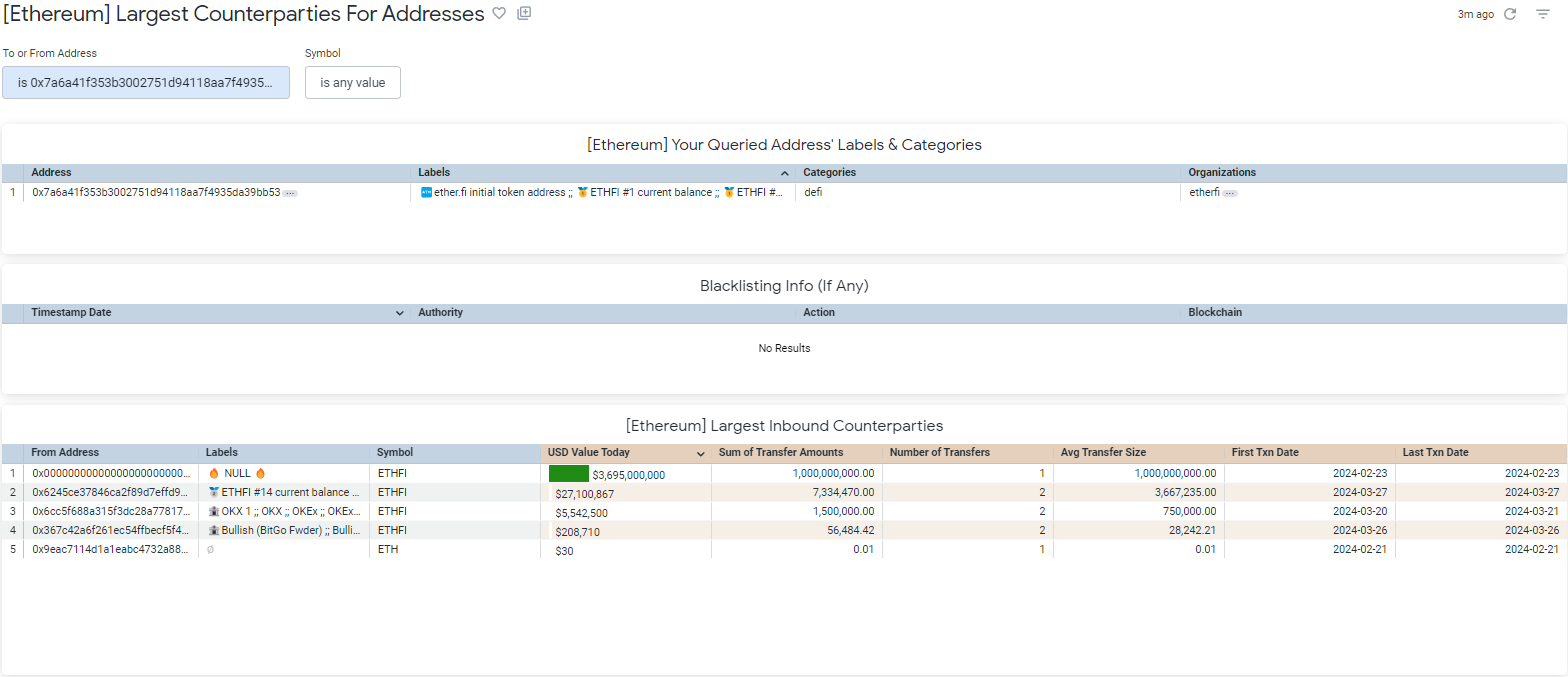 [Ethereum] Largest Counterparties For Addresses
3m ago
To or From Address Symbol
is 0x7a6a41f353b3002751d94118aa7f4935... is any value
[Ethereum] Your Queried Address' Labels & Categories
Address Labels Categories Organizations
1 0x7a6a41f353b3002751d94118aa7f4935da39bb53 ... ATM ether.fi initial token address ;; 🥇 ETHFI #1 current balance ;; 🥇 ETHFI #... defi etherfi ...
Blacklisting Info (If Any)
Timestamp Date Authority Action Blockchain
No Results
[Ethereum] Largest Inbound Counterparties
From Address Labels Symbol USD Value Today Sum of Transfer Amounts Number of Transfers Avg Transfer Size First Txn Date Last Txn Date
1 0x0000000000000000000000... 🔥 NULL 🔥 ETHFI $3,695,000,000 1,000,000,000.00 1 1,000,000,000.00 2024-02-23 2024-02-23
2 0x6245ce37846ca2f89d7effd9... 🥈 ETHFI #14 current balance ... ETHFI $27,100,867 7,334,470.00 2 3,667,235.00 2024-03-27 2024-03-27
3 0x6cc5f688a315f3dc28a77817... OKX 1 ;; OKX ;; OKEx ;; OKEx... ETHFI $5,542,500 1,500,000.00 2 750,000.00 2024-03-20 2024-03-21
4 0x367c42a6f261ec54ffbecf5f4... Bullish (BitGo Fwder) ;; Bulli... ETHFI $208,710 56,484.42 2 28,242.21 2024-03-26 2024-03-26
5 0x9eac7114d1a1eabc4732a88... ∅ ETH $30 0.01 1 0.01 2024-02-21 2024-02-21